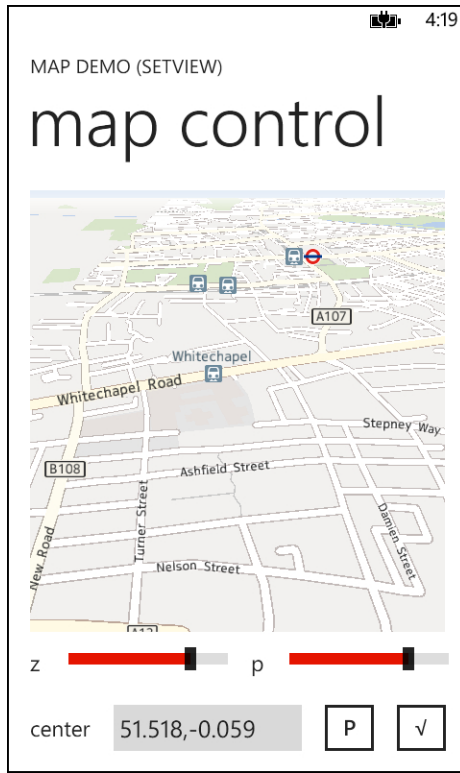 4:19
MAP DEMO (SETVIEW)
map control
A107
Whitechapel
Whitechapel Road
Stepney Way
B108
Ashfield Street
Turner Street
Damien Street
New Road
Nelson Street
A13
z
p
center 51.518,-0.059 P √